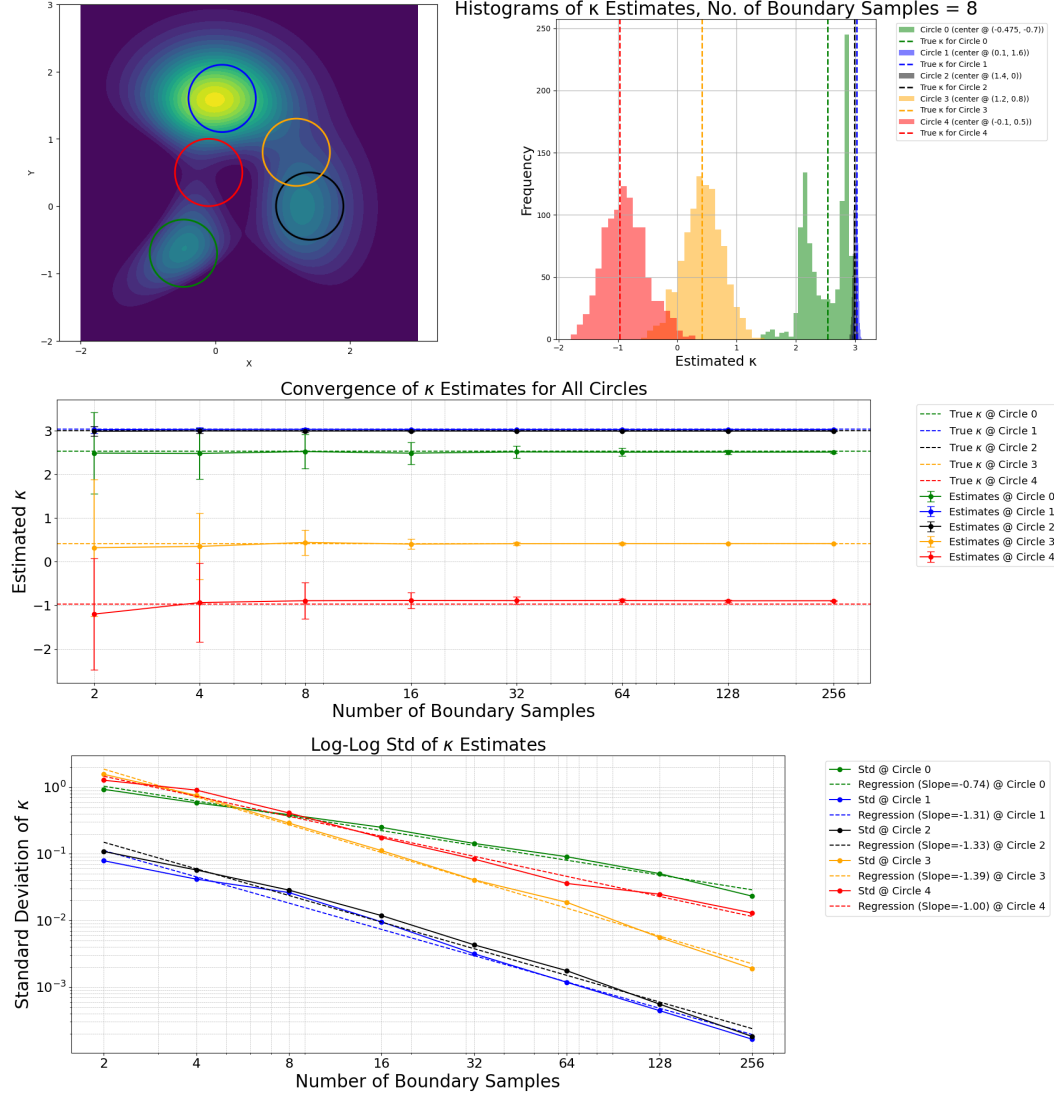 3
2
1
0
−1
−2
Y
−2
0
2
X
Histograms of κ Estimates, No. of Boundary Samples = 8
250
200
150
100
50
0
Frequency
−2
−1
0
1
2
3
Estimated κ
Circle 0 (center @ (-0.475, -0.7))
True κ for Circle 0
Circle 1 (center @ (0.1, 1.6))
True κ for Circle 1
Circle 2 (center @ (1.4, 0))
True κ for Circle 2
Circle 3 (center @ (1.2, 0.8))
True κ for Circle 3
Circle 4 (center @ (-0.1, 0.5))
True κ for Circle 4
Convergence of κ Estimates for All Circles
3
2
1
0
−1
−2
Estimated κ
2
4
8
16
32
64
128
256
Number of Boundary Samples
True κ @ Circle 0
True κ @ Circle 1
True κ @ Circle 2
True κ @ Circle 3
True κ @ Circle 4
Estimates @ Circle 0
Estimates @ Circle 1
Estimates @ Circle 2
Estimates @ Circle 3
Estimates @ Circle 4
Log-Log Std of κ Estimates
10⁰
10⁻¹
10⁻²
10⁻³
Standard Deviation of κ
2
4
8
16
32
64
128
256
Number of Boundary Samples
Std @ Circle 0
Regression (Slope=-0.74) @ Circle 0
Std @ Circle 1
Regression (Slope=-1.31) @ Circle 1
Std @ Circle 2
Regression (Slope=-1.33) @ Circle 2
Std @ Circle 3
Regression (Slope=-1.39) @ Circle 3
Std @ Circle 4
Regression (Slope=-1.00) @ Circle 4